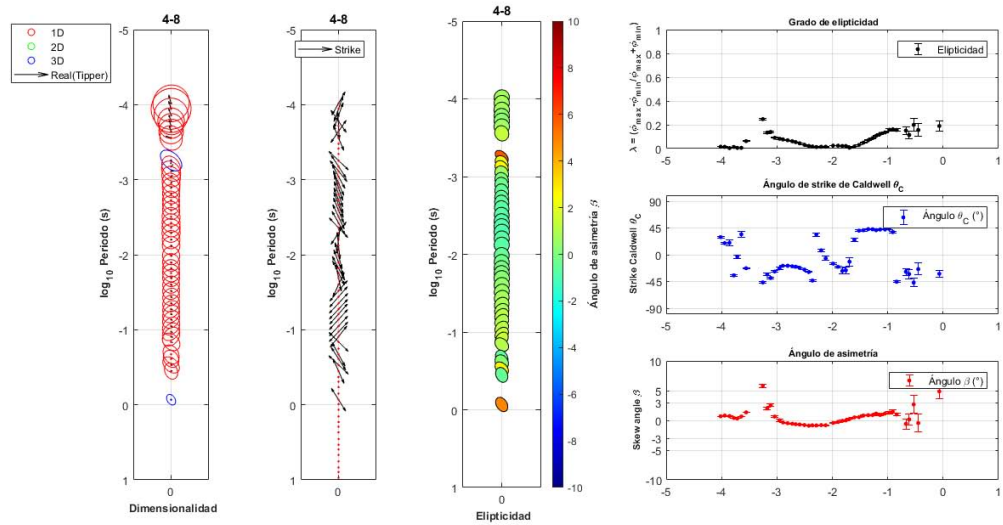 1D
2D
3D
Real(Tipper)
4-8
-5
-4
-3
-2
-1
0
1
log10 Periodo (s)
0
Dimensionalidad
4-8
Strike
-5
-4
-3
-2
-1
0
1
log10 Periodo (s)
0
4-8
-5
-4
-3
-2
-1
0
1
log10 Periodo (s)
0
Elipticidad
10
8
6
4
2
0
-2
-4
-6
-8
-10
Ángulo de asimetría β
Grado de elipticidad
Elipticidad
1
0.8
0.6
0.4
0.2
0
λ = (ϕmax-ϕmin/ϕmax+ϕmin)
-5 -4 -3 -2 -1 0 1
Ángulo de strike de Caldwell θC
Ángulo θC (°)
90
45
0
-45
-90
Strike Caldwell θC
-5 -4 -3 -2 -1 0 1
Ángulo de asimetría
Ángulo β (°)
10
5
3
0
-3
-5
-10
Skew angle β
-5 -4 -3 -2 -1 0 1